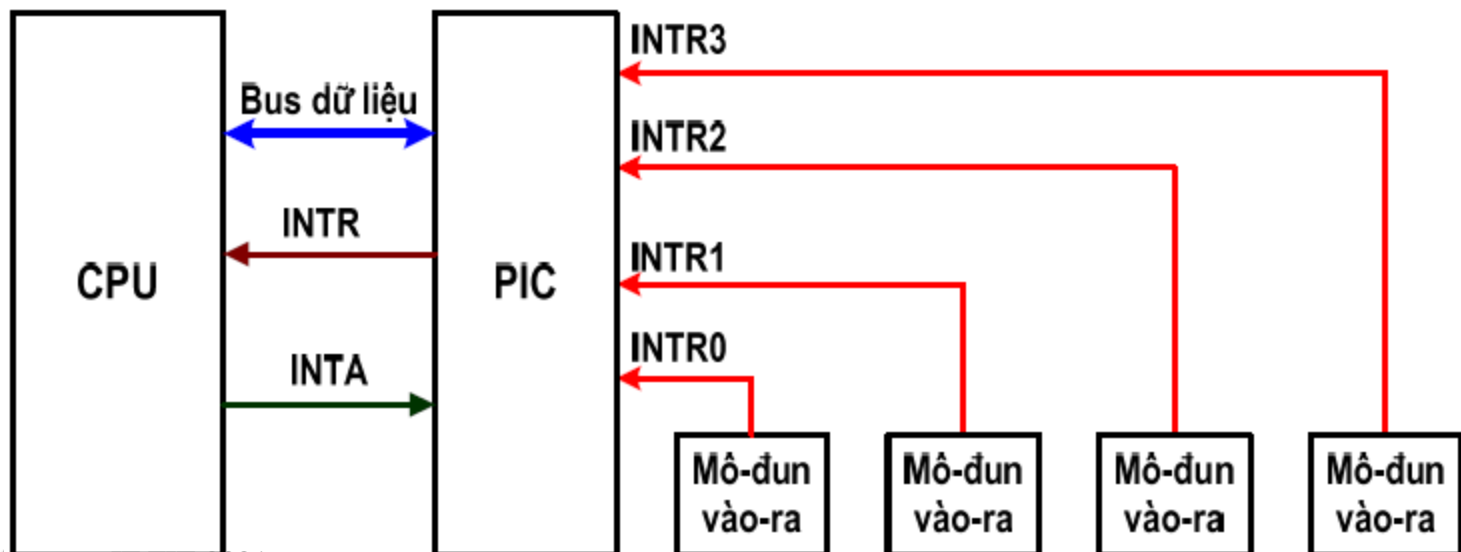 INTR3
Bus dữ liệu
INTR2
INTR
INTR1
CPU
PIC
INTR0
INTA
Mô-đun
vào-ra
Mô-đun
vào-ra
Mô-đun
vào-ra
Mô-đun
vào-ra